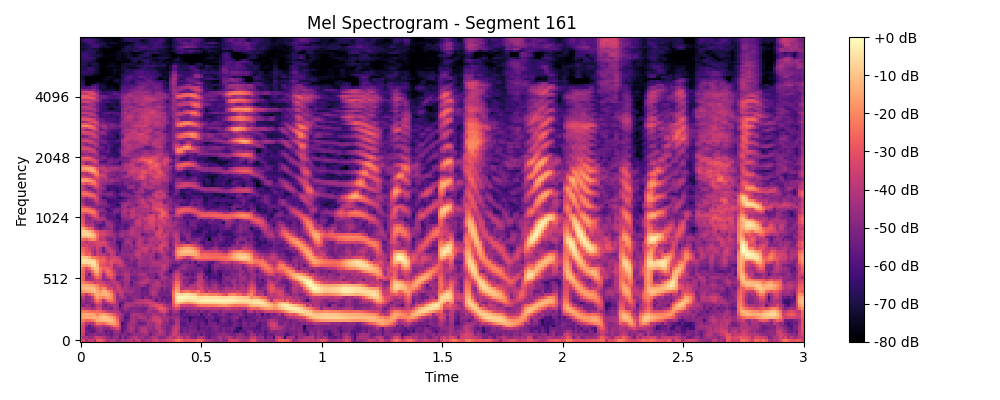 Mel Spectrogram - Segment 161
Frequency
4096
2048
1024
512
0
0 0.5 1 1.5 2 2.5 3
Time
+0 dB
-10 dB
-20 dB
-30 dB
-40 dB
-50 dB
-60 dB
-70 dB
-80 dB